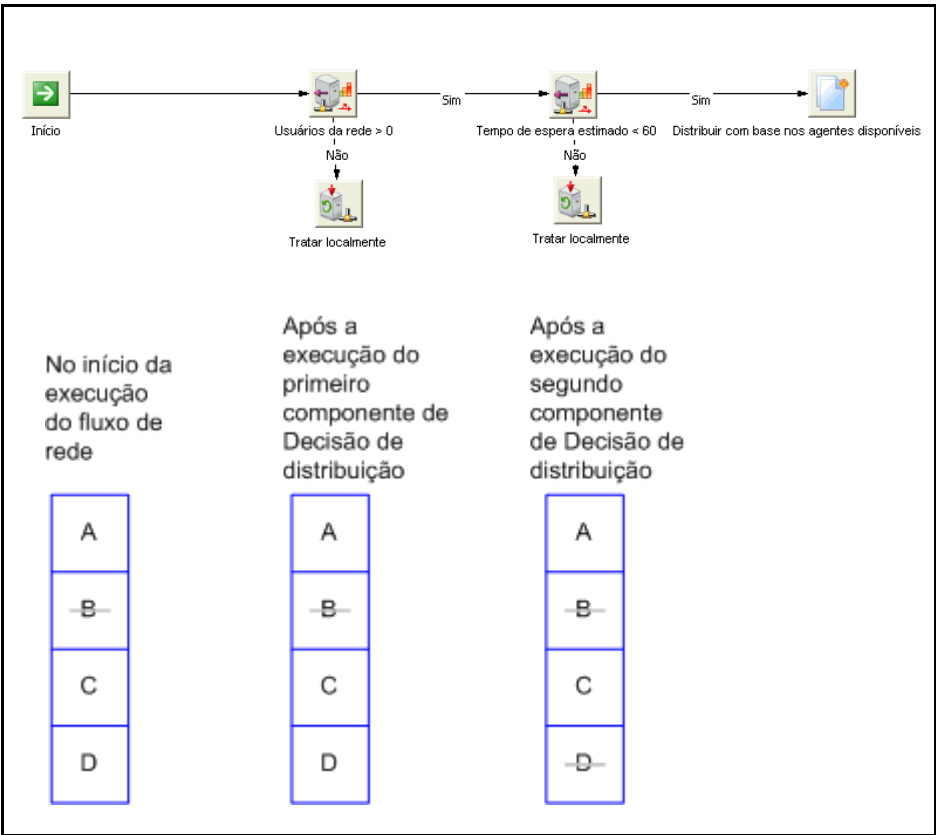 Sim
Sim
Início
Usuários da rede > 0
Tempo de espera estimado < 60
Distribuir com base nos agentes disponíveis
Não
Não
Tratar localmente
Tratar localmente
No início da
execução
do fluxo de
rede
Após a
execução do
primeiro
componente de
Decisão de
distribuição
Após a
execução do
segundo
componente
de Decisão de
distribuição
A
B
C
D
A
B
C
D
A
B
C
D